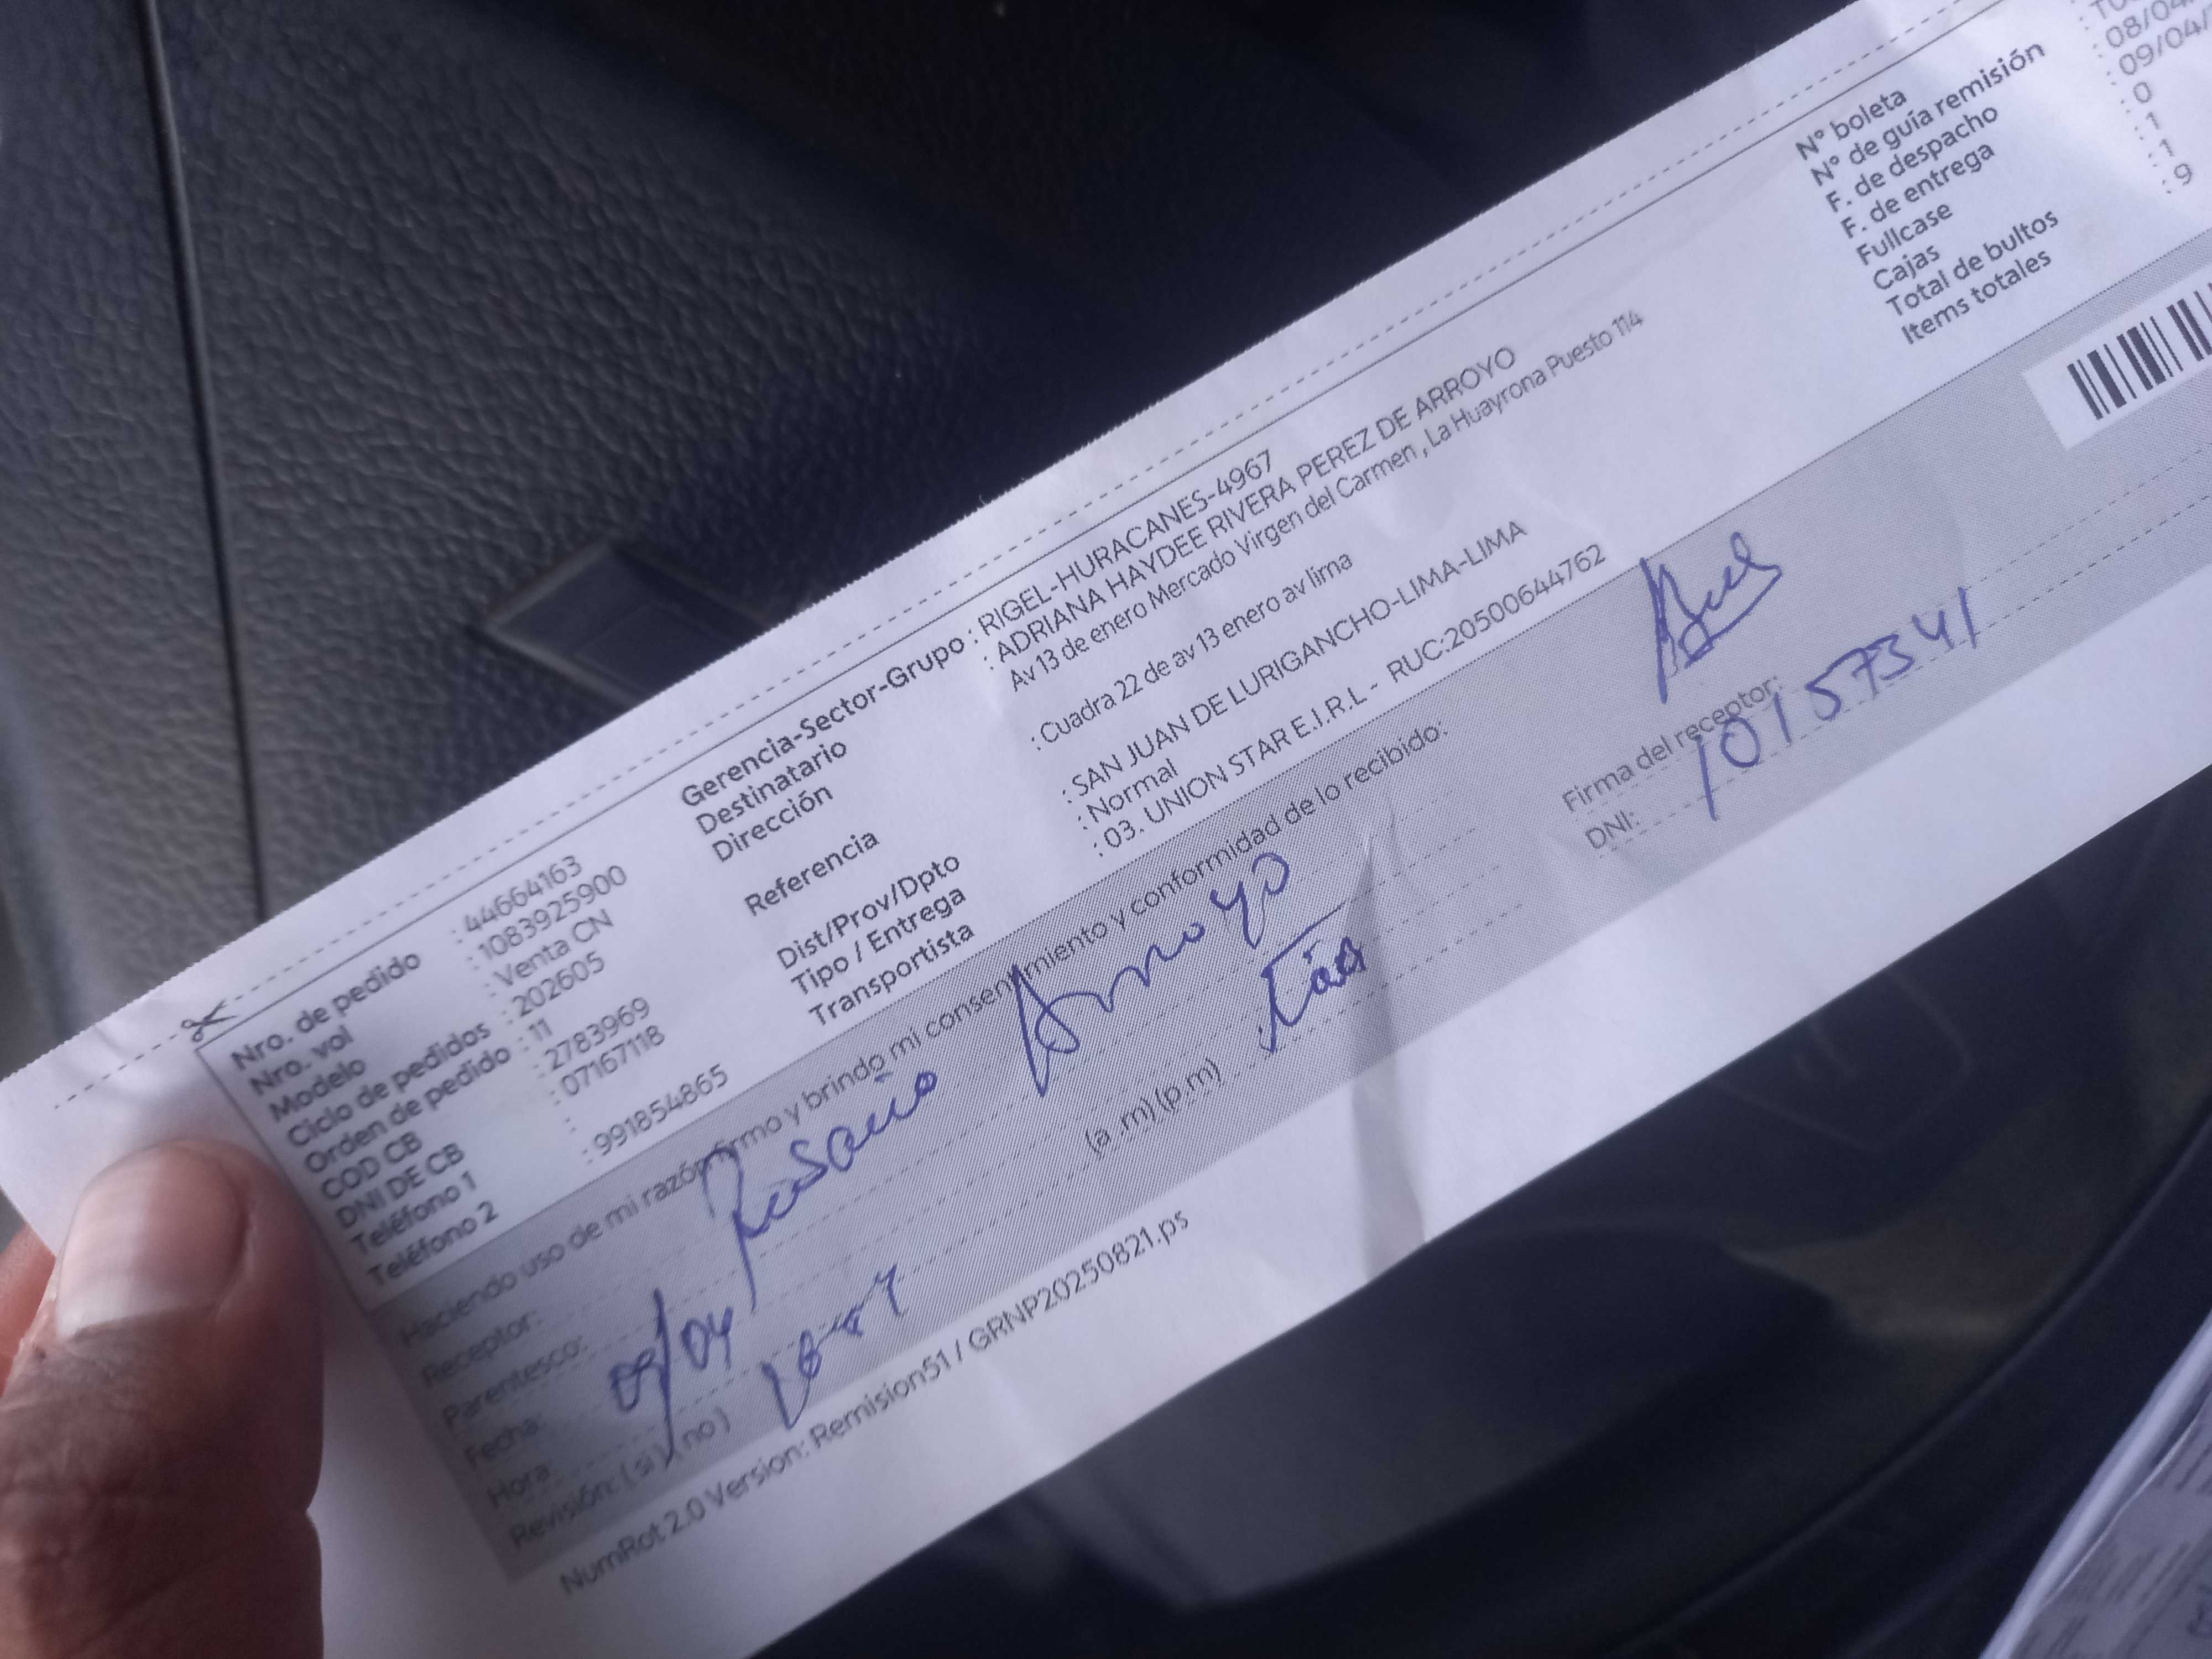 Nro. de pedido : 44664163
Nro. vol : 1083925900
Modelo : Venta CN
Ciclo de pedidos : 202605
Orden de pedido : 11
COD CB : 2783969
DNI DE CB : 07167118
Teléfono 1 :
Teléfono 2 : 991854865
Gerencia-Sector-Grupo : RIGEL-HURACANES-4967
Destinatario : ADRIANA HAYDEE RIVERA PEREZ DE ARROYO
Dirección Av 13 de enero Mercado Virgen del Carmen , La Huayrona Puesto 114
Referencia : Cuadra 22 de av 13 enero av lima
Dist/Prov/Dpto : SAN JUAN DE LURIGANCHO-LIMA-LIMA
Tipo / Entrega : Normal
Transportista : 03. UNION STAR E.I.R.L - RUC:20500644762
N° boleta
N° de guía remisión
F. de despacho : 08/04/
F. de entrega : 09/04/
Fullcase : 0
Cajas : 1
Total de bultos : 1
Items totales : 9
Haciendo uso de mi razón firmo y brindo mi consentimiento y conformidad de lo recibido:
Receptor: Arroyo
Parentesco:
Fecha: /04
Hora: (a .m) (p.m)
Revisión: ( si ) ( no )
Firma del receptor:
DNI: 10157341
NumRot 2.0 Version: Remision51 / GRNP20250821.ps